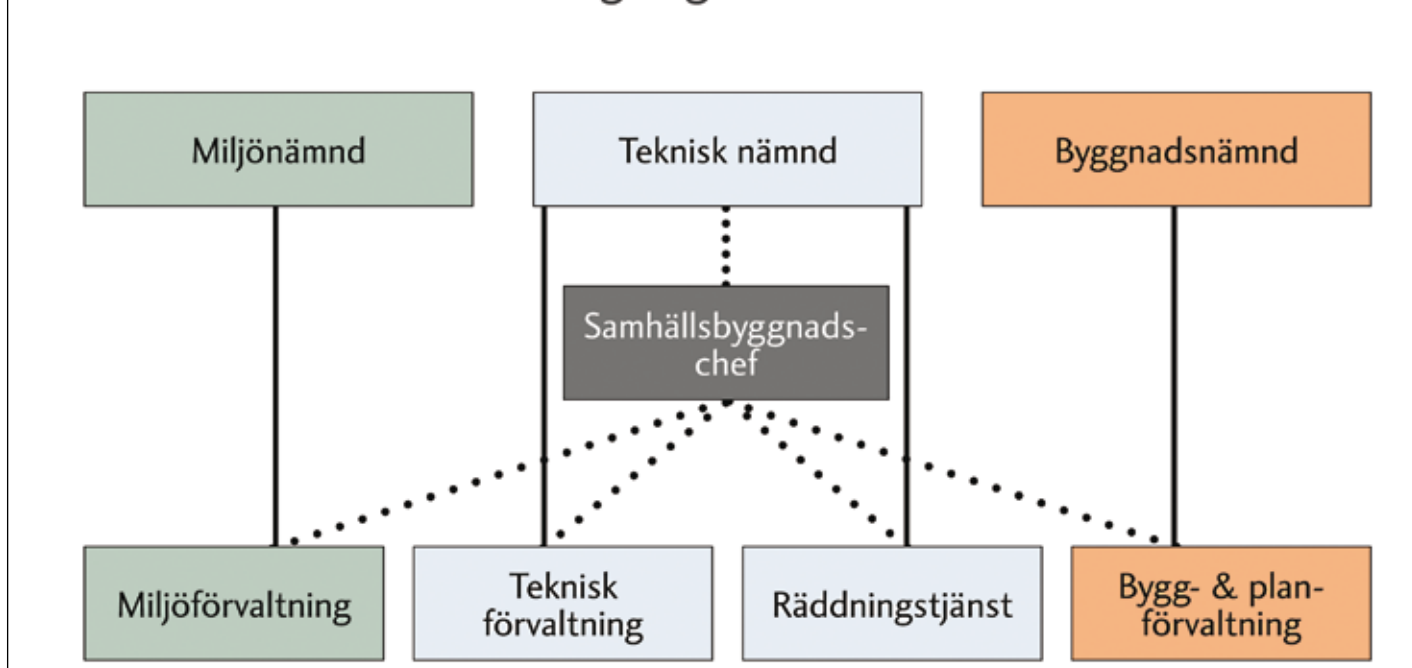 Miljönämnd
Teknisk nämnd
Byggnadsnämnd
Samhällsbyggnads-
chef
Miljöförvaltning
Teknisk
förvaltning
Räddningstjänst
Bygg- & plan-
förvaltning